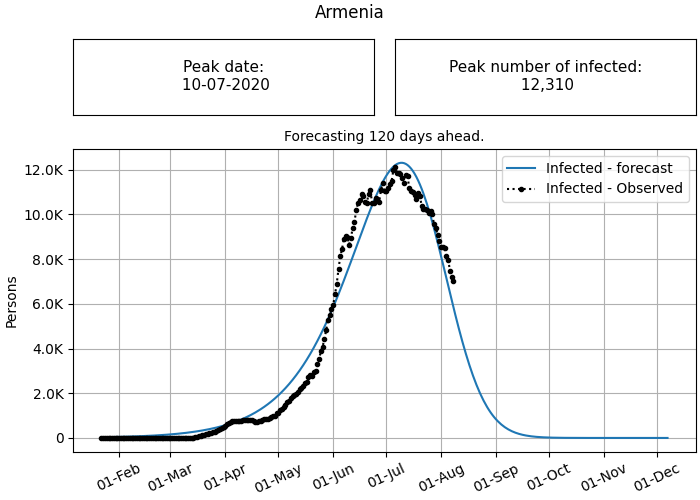 Armenia
Peak date:
10-07-2020
Peak number of infected:
12,310
Forecasting 120 days ahead.
Infected - forecast
Infected - Observed
Persons
12.0K
10.0K
8.0K
6.0K
4.0K
2.0K
0
01-Feb
01-Mar
01-Apr
01-May
01-Jun
01-Jul
01-Aug
01-Sep
01-Oct
01-Nov
01-Dec